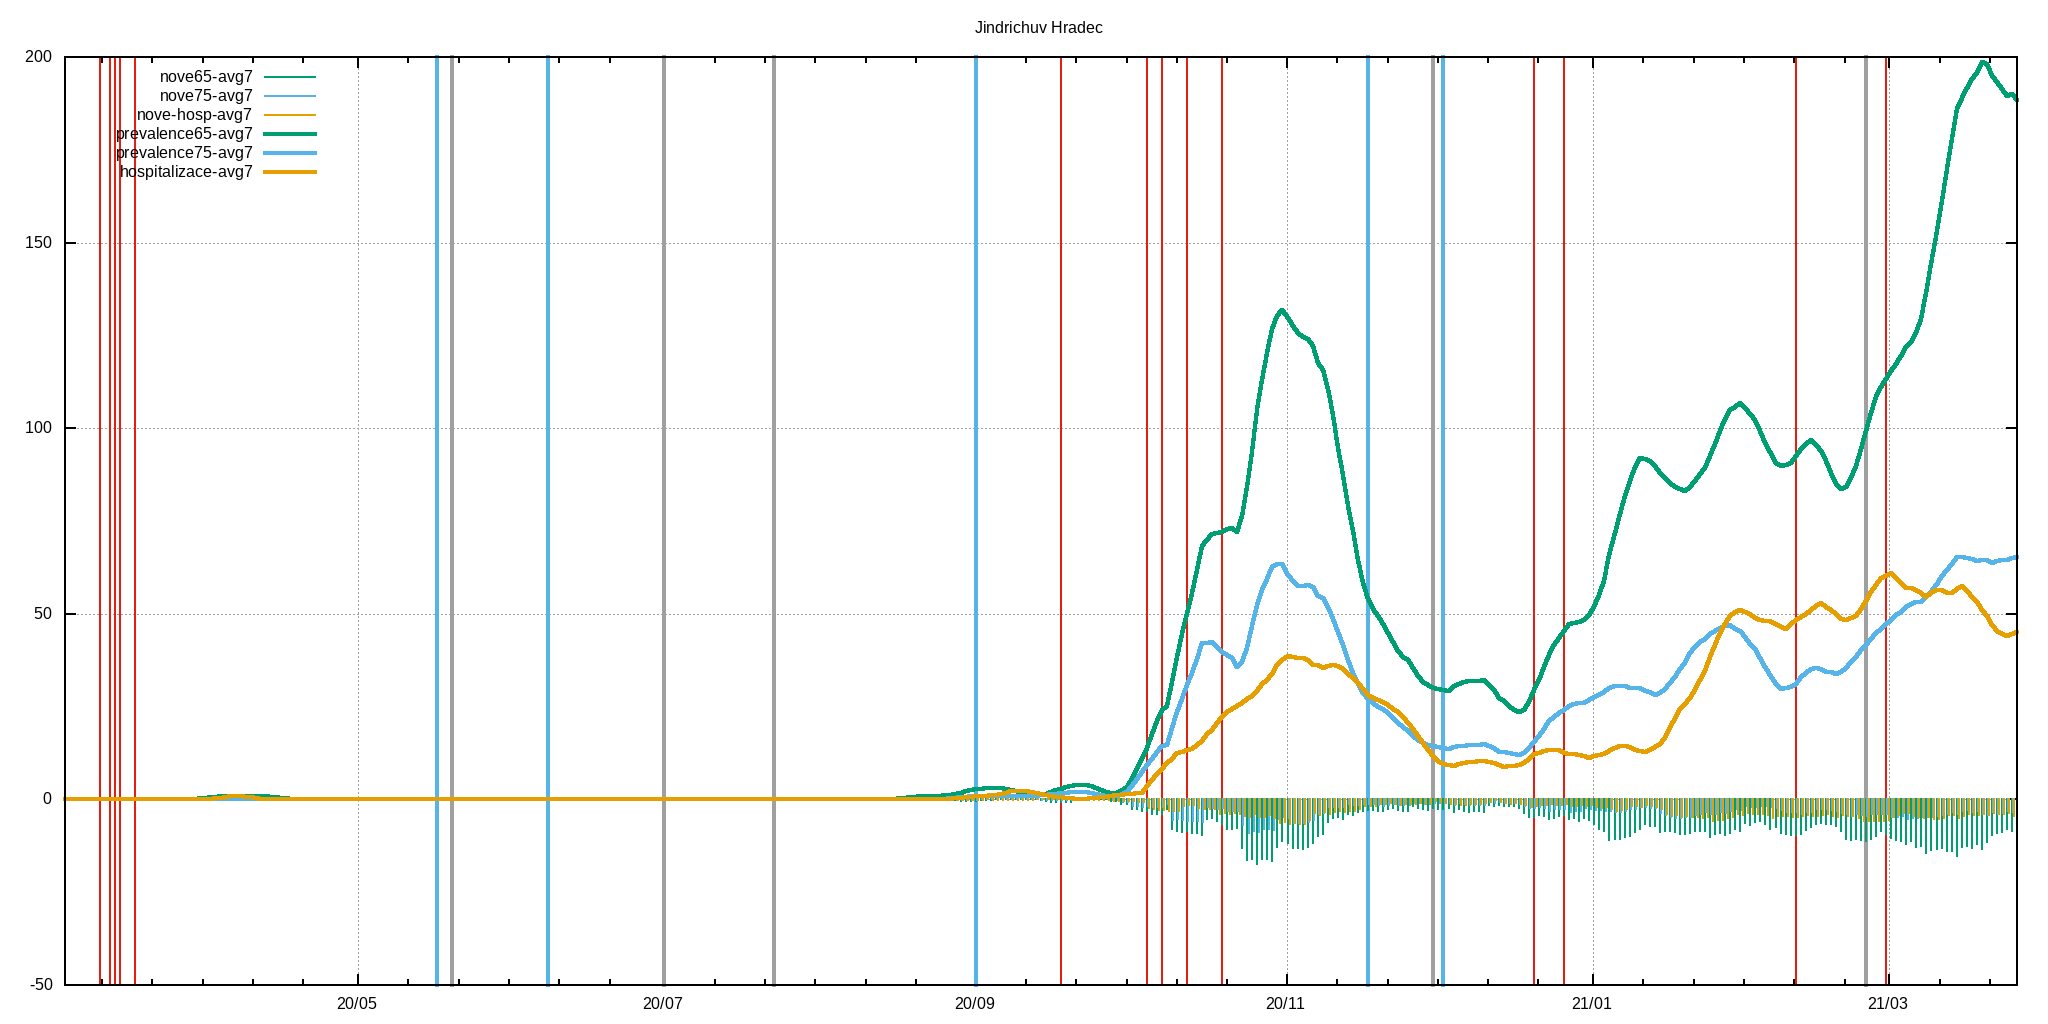 Jindrichuv Hradec
200
150
100
50
0
-50
nove65-avg7
nove75-avg7
nove-hosp-avg7
prevalence65-avg7
prevalence75-avg7
hospitalizace-avg7
20/05
20/07
20/09
20/11
21/01
21/03